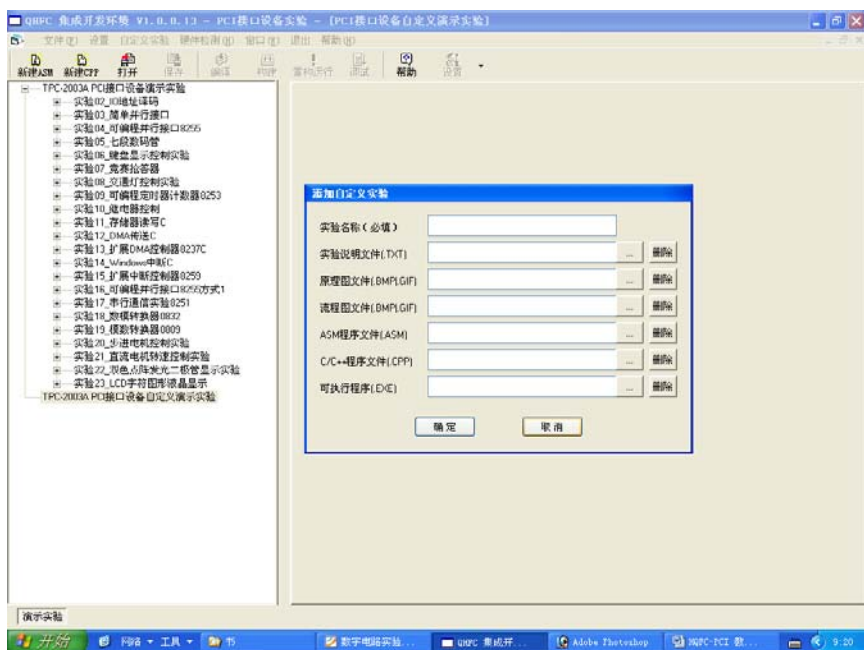 QHFC 集成开发环境 V1.0.0.13 - PCI接口设备实验 - [PCI接口设备自定义演示实验]
文件(F) 设置 自定义实验 硬件检测(H) 窗口(W) 退出 帮助(H)
新建ASM 新建CPP 打开 保存 编译 构建 重构运行 调试 帮助 设置
TPC-2003A PCI接口设备演示实验
实验02_IO地址译码
实验03_简单并行接口
实验04_可编程并行接口8255
实验05_七段数码管
实验06_键盘显示控制实验
实验07_竞赛抢答器
实验08_交通灯控制实验
实验09_可编程定时器计数器8253
实验10_继电器控制
实验11_存储器读写C
实验12_DMA传送C
实验13_扩展DMA控制器8237C
实验14_Windows中断C
实验15_扩展中断控制器8259
实验16_可编程并行接口8255方式1
实验17_串行通信实验8251
实验18_数模转换器0832
实验19_模数转换器0809
实验20_步进电机控制实验
实验21_直流电机转速控制实验
实验22_双色点阵发光二极管显示实验
实验23_LCD字符图形液晶显示
TPC-2003A PCI接口设备自定义演示实验
添加自定义实验
实验名称(必填)
实验说明文件(.TXT) ... 删除
原理图文件(.BMP\.GIF) ... 删除
流程图文件(.BMP\.GIF) ... 删除
ASM程序文件(.ASM) ... 删除
C/C++程序文件(.CPP) ... 删除
可执行程序(.EXE) ... 删除
确定 取消
演示实验
开始 网络 工具 书 数字电路实验... QHFC 集成开... Adobe Photoshop 9:20